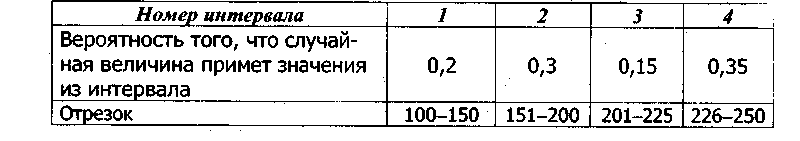 Номер интервала 1 2 3 4
Вероятность того, что случай-
ная величина примет значения 0,2 0,3 0,15 0,35
из интервала
Отрезок 100–150 151–200 201–225 226–250